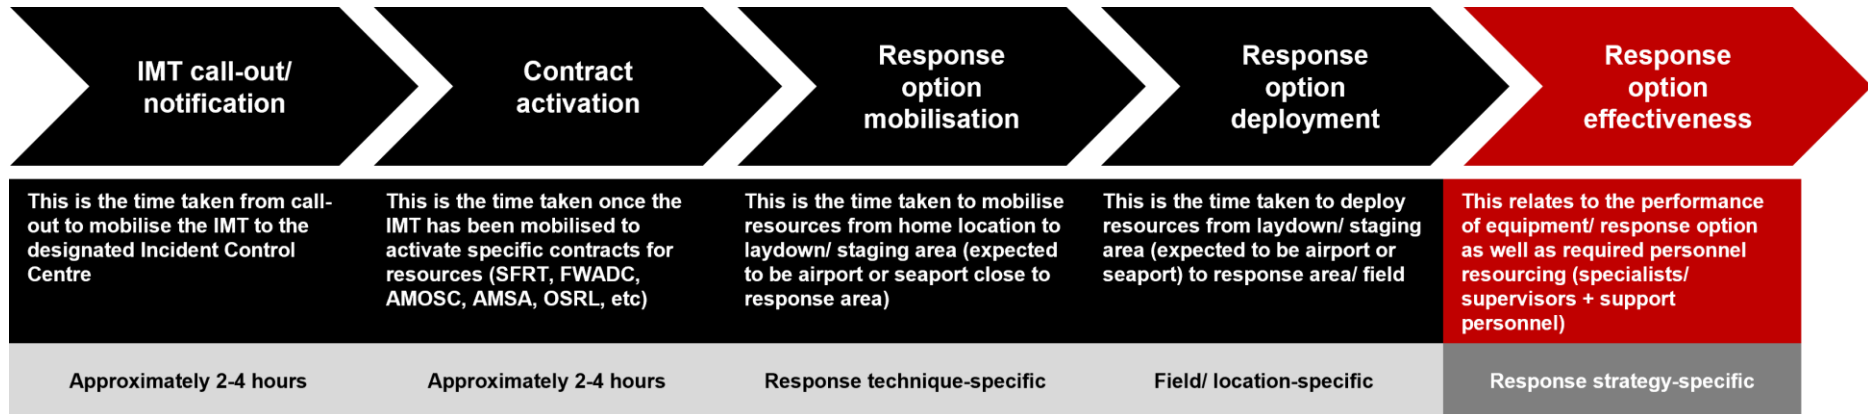 IMT call-out/
notification
Contract
activation
Response
option
mobilisation
Response
option
deployment
Response
option
effectiveness
This is the time taken from call-
out to mobilise the IMT to the
designated Incident Control
Centre
This is the time taken once the
IMT has been mobilised to
activate specific contracts for
resources (SFRT, FWADC,
AMOSC, AMSA, OSRL, etc)
This is the time taken to mobilise
resources from home location to
laydown/ staging area (expected
to be airport or seaport close to
response area)
This is the time taken to deploy
resources from laydown/ staging
area (expected to be airport or
seaport) to response area/ field
This relates to the performance
of equipment/ response option
as well as required personnel
resourcing (specialists/
supervisors + support
personnel)
Approximately 2-4 hours
Approximately 2-4 hours
Response technique-specific
Field/ location-specific
Response strategy-specific